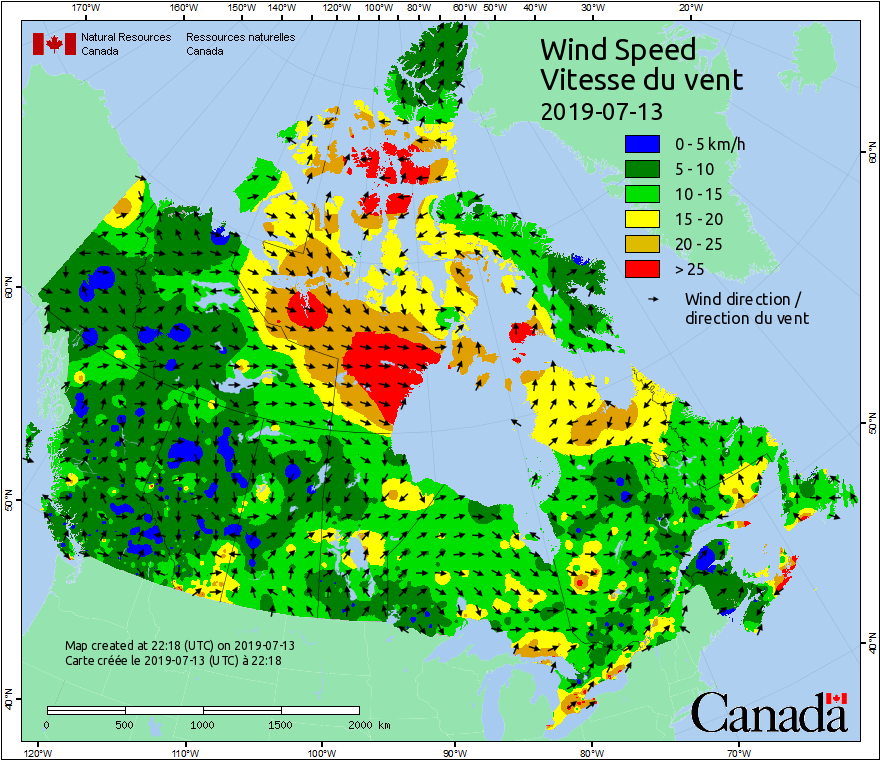 170°W 160°W 150°W 140°W 130°W 120°W 110°W 100°W 90°W 80°W 70°W 60°W 50°W 40°W 30°W 20°W
Natural Resources Canada
Ressources naturelles Canada
Wind Speed
Vitesse du vent
2019-07-13
0 - 5 km/h
5 - 10
10 - 15
15 - 20
20 - 25
> 25
Wind direction /
direction du vent
60°N
50°N
40°N
60°N
50°N
40°N
Map created at 22:18 (UTC) on 2019-07-13
Carte créée le 2019-07-13 (UTC) à 22:18
0 500 1000 1500 2000 km
Canada
120°W 110°W 100°W 90°W 80°W 70°W